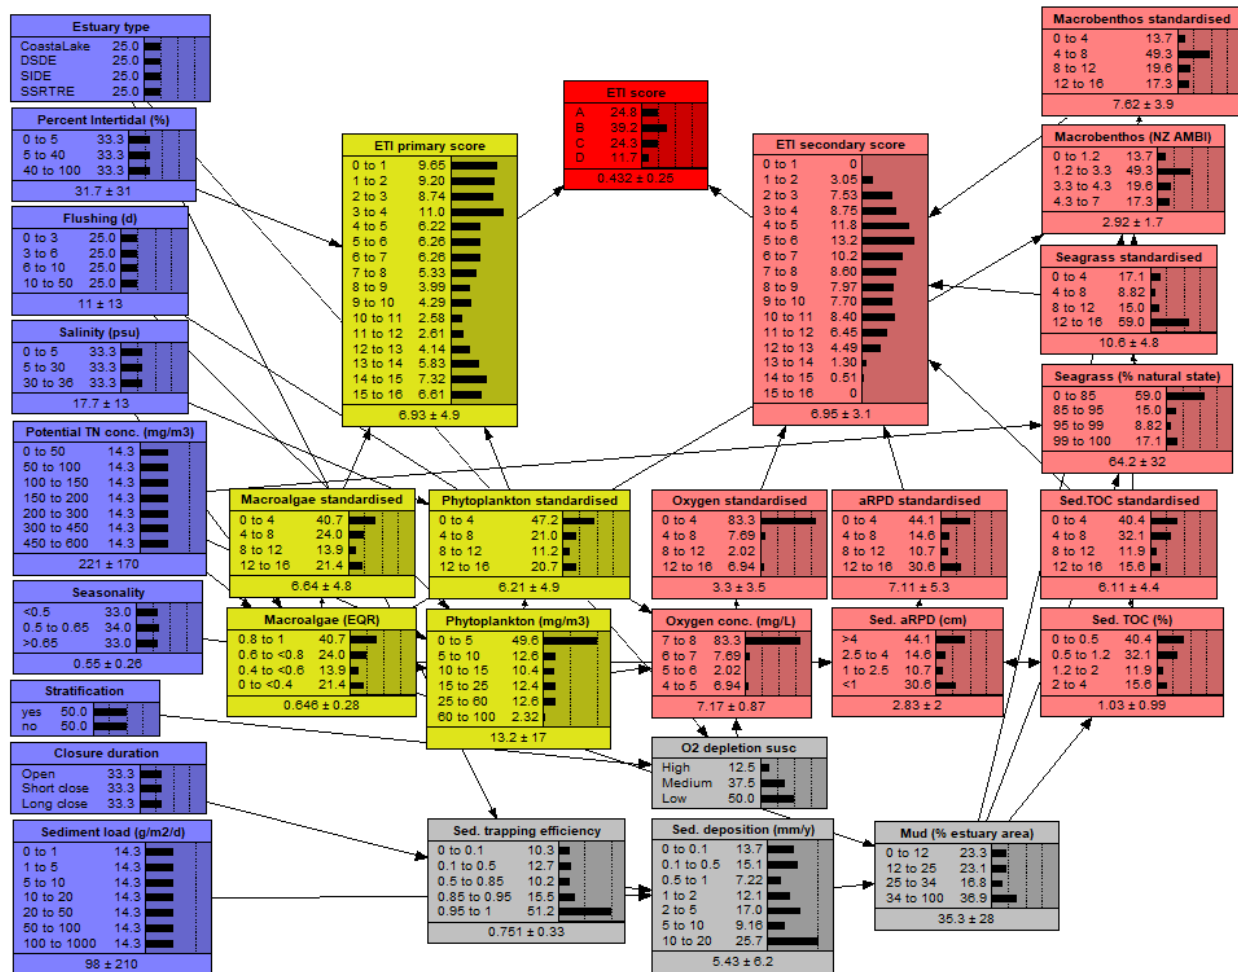 Estuary type
CoastaLake 25.0
DSDE 25.0
SIDE 25.0
SSRTRE 25.0
Percent Intertidal (%)
0 to 5 33.3
5 to 40 33.3
40 to 100 33.3
31.7 ± 31
Flushing (d)
0 to 3 25.0
3 to 6 25.0
6 to 10 25.0
10 to 50 25.0
11 ± 13
Salinity (psu)
0 to 5 33.3
5 to 30 33.3
30 to 36 33.3
17.7 ± 13
Potential TN conc. (mg/m3)
0 to 50 14.3
50 to 100 14.3
100 to 150 14.3
150 to 200 14.3
200 to 300 14.3
300 to 450 14.3
450 to 600 14.3
221 ± 170
Seasonality
<0.5 33.0
0.5 to 0.65 34.0
>0.65 33.0
0.55 ± 0.26
Stratification
yes 50.0
no 50.0
Closure duration
Open 33.3
Short close 33.3
Long close 33.3
Sediment load (g/m2/d)
0 to 1 14.3
1 to 5 14.3
5 to 10 14.3
10 to 20 14.3
20 to 50 14.3
50 to 100 14.3
100 to 1000 14.3
98 ± 210
ETI primary score
0 to 1 9.65
1 to 2 9.20
2 to 3 8.74
3 to 4 11.0
4 to 5 6.22
5 to 6 6.26
6 to 7 6.26
7 to 8 5.33
8 to 9 3.99
9 to 10 4.29
10 to 11 2.58
11 to 12 2.61
12 to 13 4.14
13 to 14 5.83
14 to 15 7.32
15 to 16 6.61
6.93 ± 4.9
ETI score
A 24.8
B 39.2
C 24.3
D 11.7
0.432 ± 0.25
ETI secondary score
0 to 1 0
1 to 2 3.05
2 to 3 7.53
3 to 4 8.75
4 to 5 11.8
5 to 6 13.2
6 to 7 10.2
7 to 8 8.60
8 to 9 7.97
9 to 10 7.70
10 to 11 8.40
11 to 12 6.45
12 to 13 4.49
13 to 14 1.30
14 to 15 0.51
15 to 16 0
6.95 ± 3.1
Macrobenthos standardised
0 to 4 13.7
4 to 8 49.3
8 to 12 19.6
12 to 16 17.3
7.62 ± 3.9
Macrobenthos (NZ AMBI)
0 to 1.2 13.7
1.2 to 3.3 49.3
3.3 to 4.3 19.6
4.3 to 7 17.3
2.92 ± 1.7
Seagrass standardised
0 to 4 17.1
4 to 8 8.82
8 to 12 15.0
12 to 16 59.0
10.6 ± 4.8
Seagrass (% natural state)
0 to 85 59.0
85 to 95 15.0
95 to 99 8.82
99 to 100 17.1
64.2 ± 32
Macroalgae standardised
0 to 4 40.7
4 to 8 24.0
8 to 12 13.9
12 to 16 21.4
6.64 ± 4.8
Phytoplankton standardised
0 to 4 47.2
4 to 8 21.0
8 to 12 11.2
12 to 16 20.7
6.21 ± 4.9
Oxygen standardised
0 to 4 83.3
4 to 8 7.69
8 to 12 2.02
12 to 16 6.94
3.3 ± 3.5
aRPD standardised
0 to 4 44.1
4 to 8 14.6
8 to 12 10.7
12 to 16 30.6
7.11 ± 5.3
Sed.TOC standardised
0 to 4 40.4
4 to 8 32.1
8 to 12 11.9
12 to 16 15.6
6.11 ± 4.4
Macroalgae (EQR)
0.8 to 1 40.7
0.6 to <0.8 24.0
0.4 to <0.6 13.9
0 to <0.4 21.4
0.646 ± 0.28
Phytoplankton (mg/m3)
0 to 5 49.6
5 to 10 12.6
10 to 15 10.4
15 to 25 12.4
25 to 60 12.6
60 to 100 2.32
13.2 ± 17
Oxygen conc. (mg/L)
7 to 8 83.3
6 to 7 7.69
5 to 6 2.02
4 to 5 6.94
7.17 ± 0.87
Sed. aRPD (cm)
>4 44.1
2.5 to 4 14.6
1 to 2.5 10.7
<1 30.6
2.83 ± 2
Sed. TOC (%)
0 to 0.5 40.4
0.5 to 1.2 32.1
1.2 to 2 11.9
2 to 4 15.6
1.03 ± 0.99
O2 depletion susc
High 12.5
Medium 37.5
Low 50.0
Sed. trapping efficiency
0 to 0.1 10.3
0.1 to 0.5 12.7
0.5 to 0.85 10.2
0.85 to 0.95 15.5
0.95 to 1 51.2
0.751 ± 0.33
Sed. deposition (mm/y)
0 to 0.1 13.7
0.1 to 0.5 15.1
0.5 to 1 7.22
1 to 2 12.1
2 to 5 17.0
5 to 10 9.16
10 to 20 25.7
5.43 ± 6.2
Mud (% estuary area)
0 to 12 23.3
12 to 25 23.1
25 to 34 16.8
34 to 100 36.9
35.3 ± 28